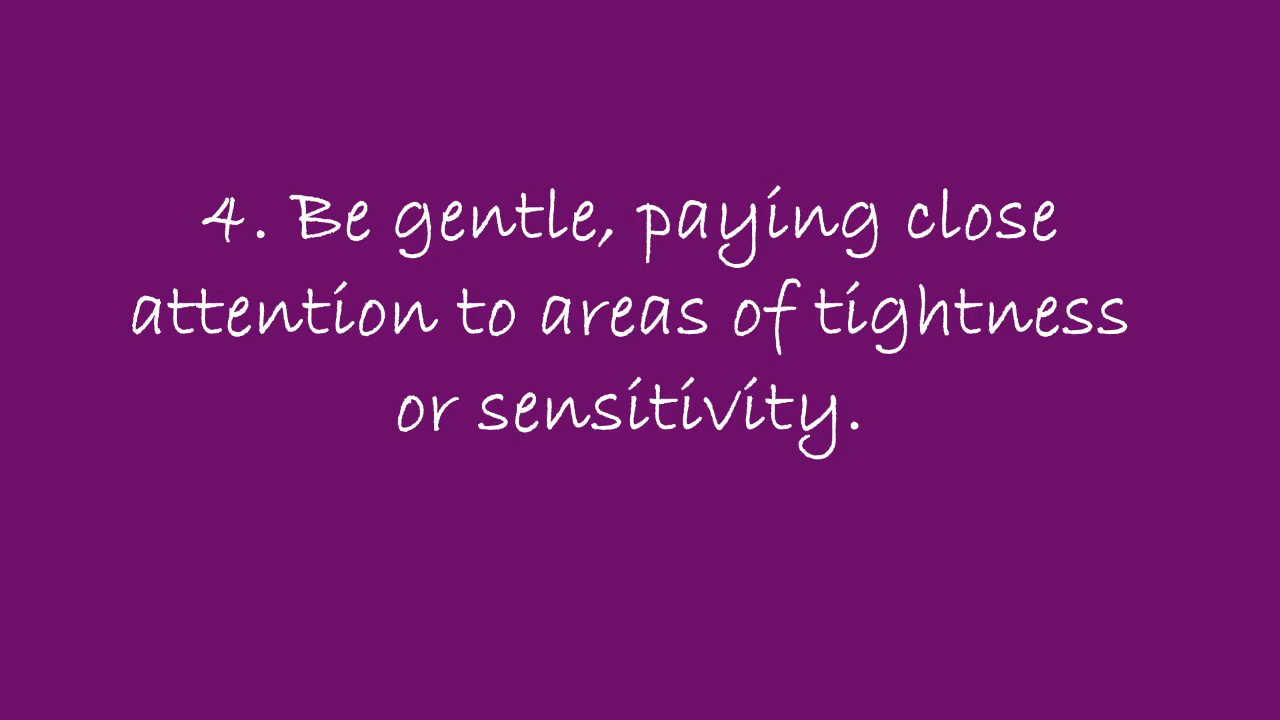 4. Be gentle, paying close
attention to areas of tightness
or sensitivity.